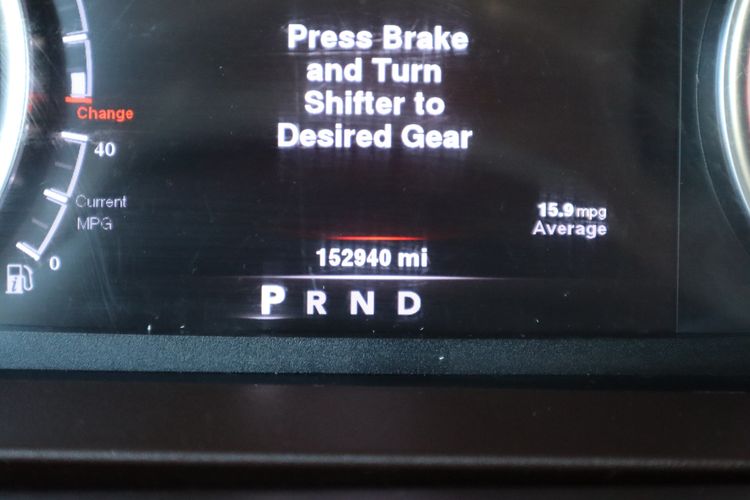 Press Brake
and Turn
Shifter to
Desired Gear
Change
40
Current
MPG
0
15.9 mpg
Average
152940 mi
P R N D